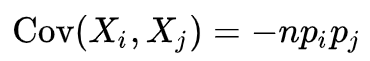 Cov(X_i, X_j) = −np_ip_j